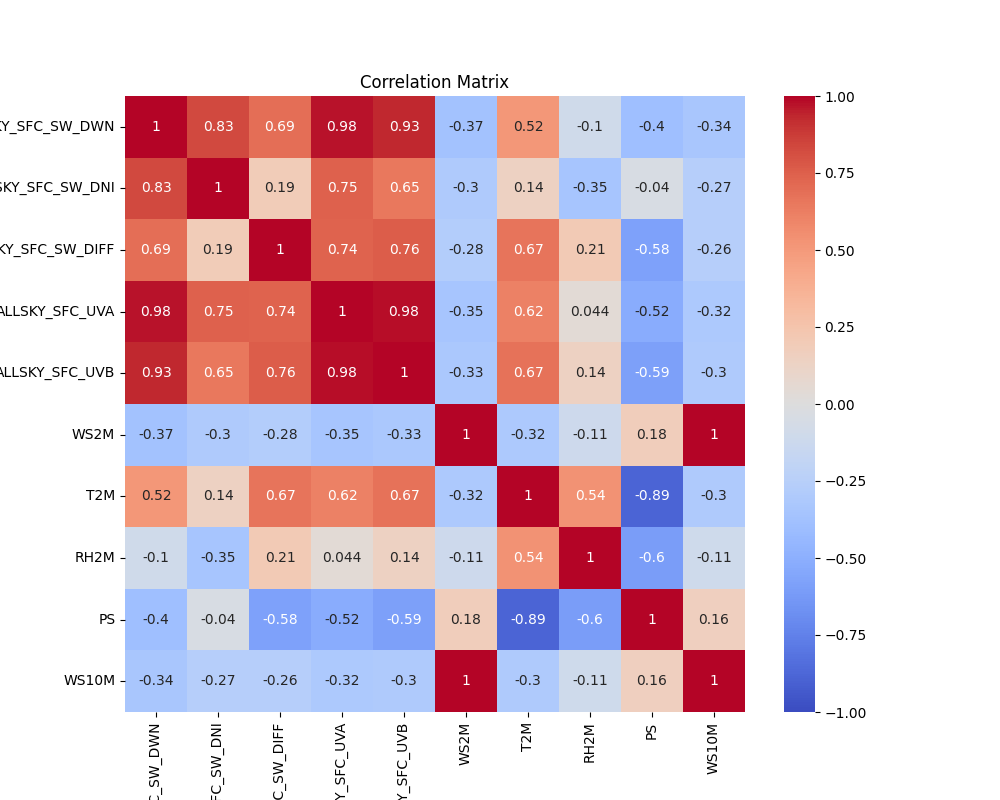 Correlation Matrix
KY_SFC_SW_DWN 1 0.83 0.69 0.98 0.93 -0.37 0.52 -0.1 -0.4 -0.34
SKY_SFC_SW_DNI 0.83 1 0.19 0.75 0.65 -0.3 0.14 -0.35 -0.04 -0.27
KY_SFC_SW_DIFF 0.69 0.19 1 0.74 0.76 -0.28 0.67 0.21 -0.58 -0.26
ALLSKY_SFC_UVA 0.98 0.75 0.74 1 0.98 -0.35 0.62 0.044 -0.52 -0.32
ALLSKY_SFC_UVB 0.93 0.65 0.76 0.98 1 -0.33 0.67 0.14 -0.59 -0.3
WS2M -0.37 -0.3 -0.28 -0.35 -0.33 1 -0.32 -0.11 0.18 1
T2M 0.52 0.14 0.67 0.62 0.67 -0.32 1 0.54 -0.89 -0.3
RH2M -0.1 -0.35 0.21 0.044 0.14 -0.11 0.54 1 -0.6 -0.11
PS -0.4 -0.04 -0.58 -0.52 -0.59 0.18 -0.89 -0.6 1 0.16
WS10M -0.34 -0.27 -0.26 -0.32 -0.3 1 -0.3 -0.11 0.16 1
C_SW_DWN
FC_SW_DNI
C_SW_DIFF
Y_SFC_UVA
Y_SFC_UVB
WS2M
T2M
RH2M
PS
WS10M
1.00
0.75
0.50
0.25
0.00
−0.25
−0.50
−0.75
−1.00